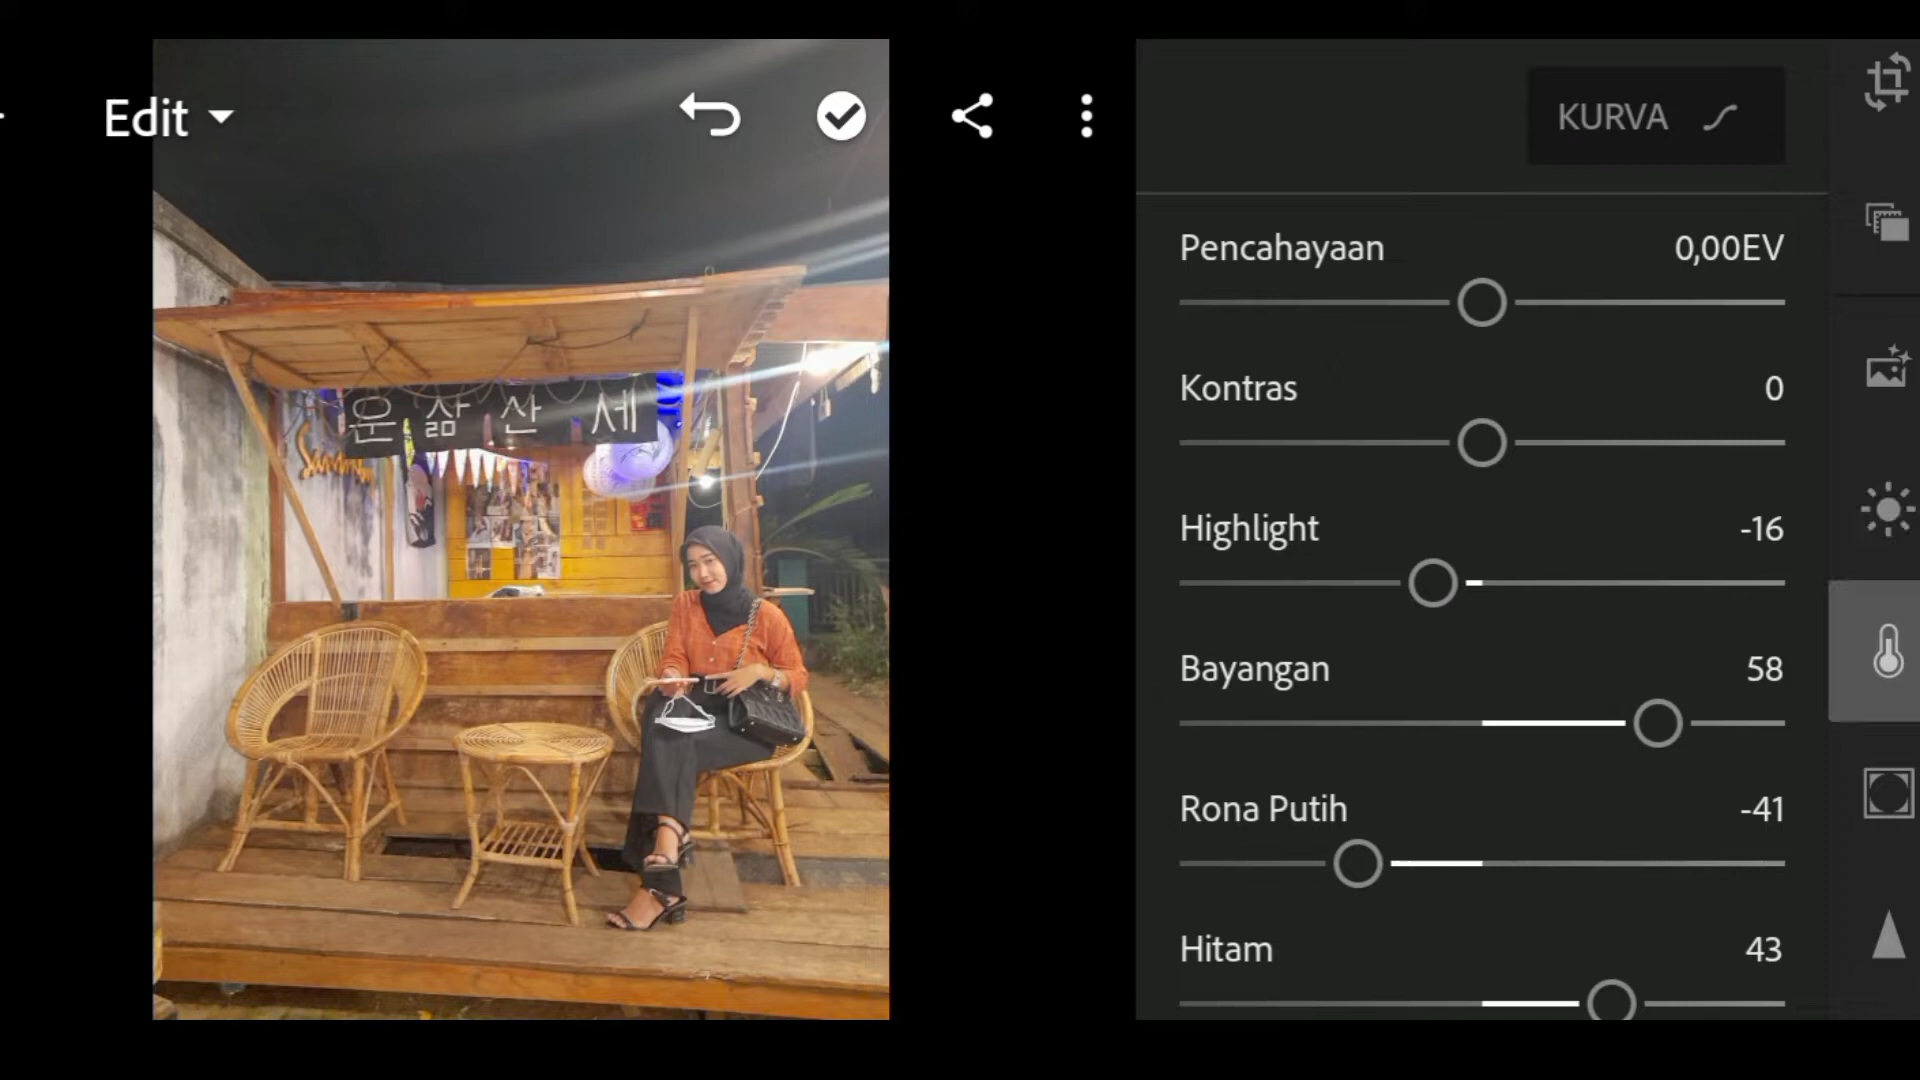 Edit
KURVA
Pencahayaan 0,00EV
Kontras 0
Highlight -16
Bayangan 58
Rona Putih -41
Hitam 43
운 삶 산 세